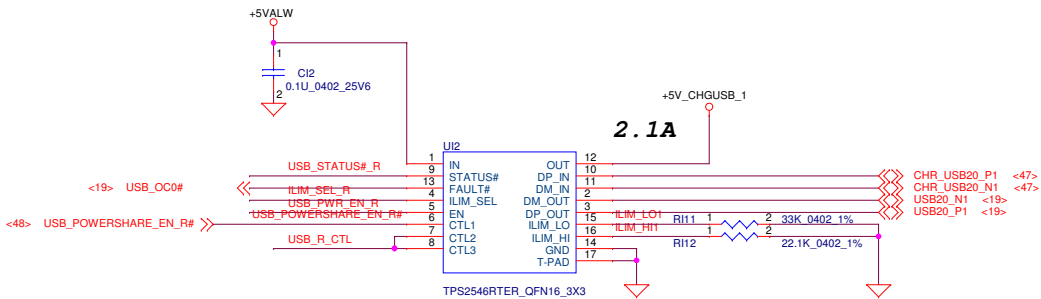 +5VALW
1
CI2
0.1U_0402_25V6
2
+5V_CHGUSB_1
2.1A
UI2
1 IN OUT 12
USB_STATUS#_R 9 STATUS# DP_IN 10 CHR_USB20_P1 <47>
<19> USB_OC0# 13 FAULT# DM_IN 11 CHR_USB20_N1 <47>
ILIM_SEL_R 4 ILIM_SEL DM_OUT 2 USB20_N1 <19>
USB_PWR_EN_R 5 EN DP_OUT 3 USB20_P1 <19>
<48> USB_POWERSHARE_EN_R# USB_POWERSHARE_EN_R# 6 CTL1 ILIM_LO 15 ILIM_LO1 RI11 1 2 33K_0402_1%
7 CTL2 ILIM_HI 16 ILIM_HI1 RI12 1 2 22.1K_0402_1%
USB_R_CTL 8 CTL3 GND 14
T-PAD 17
TPS2546RTER_QFN16_3X3